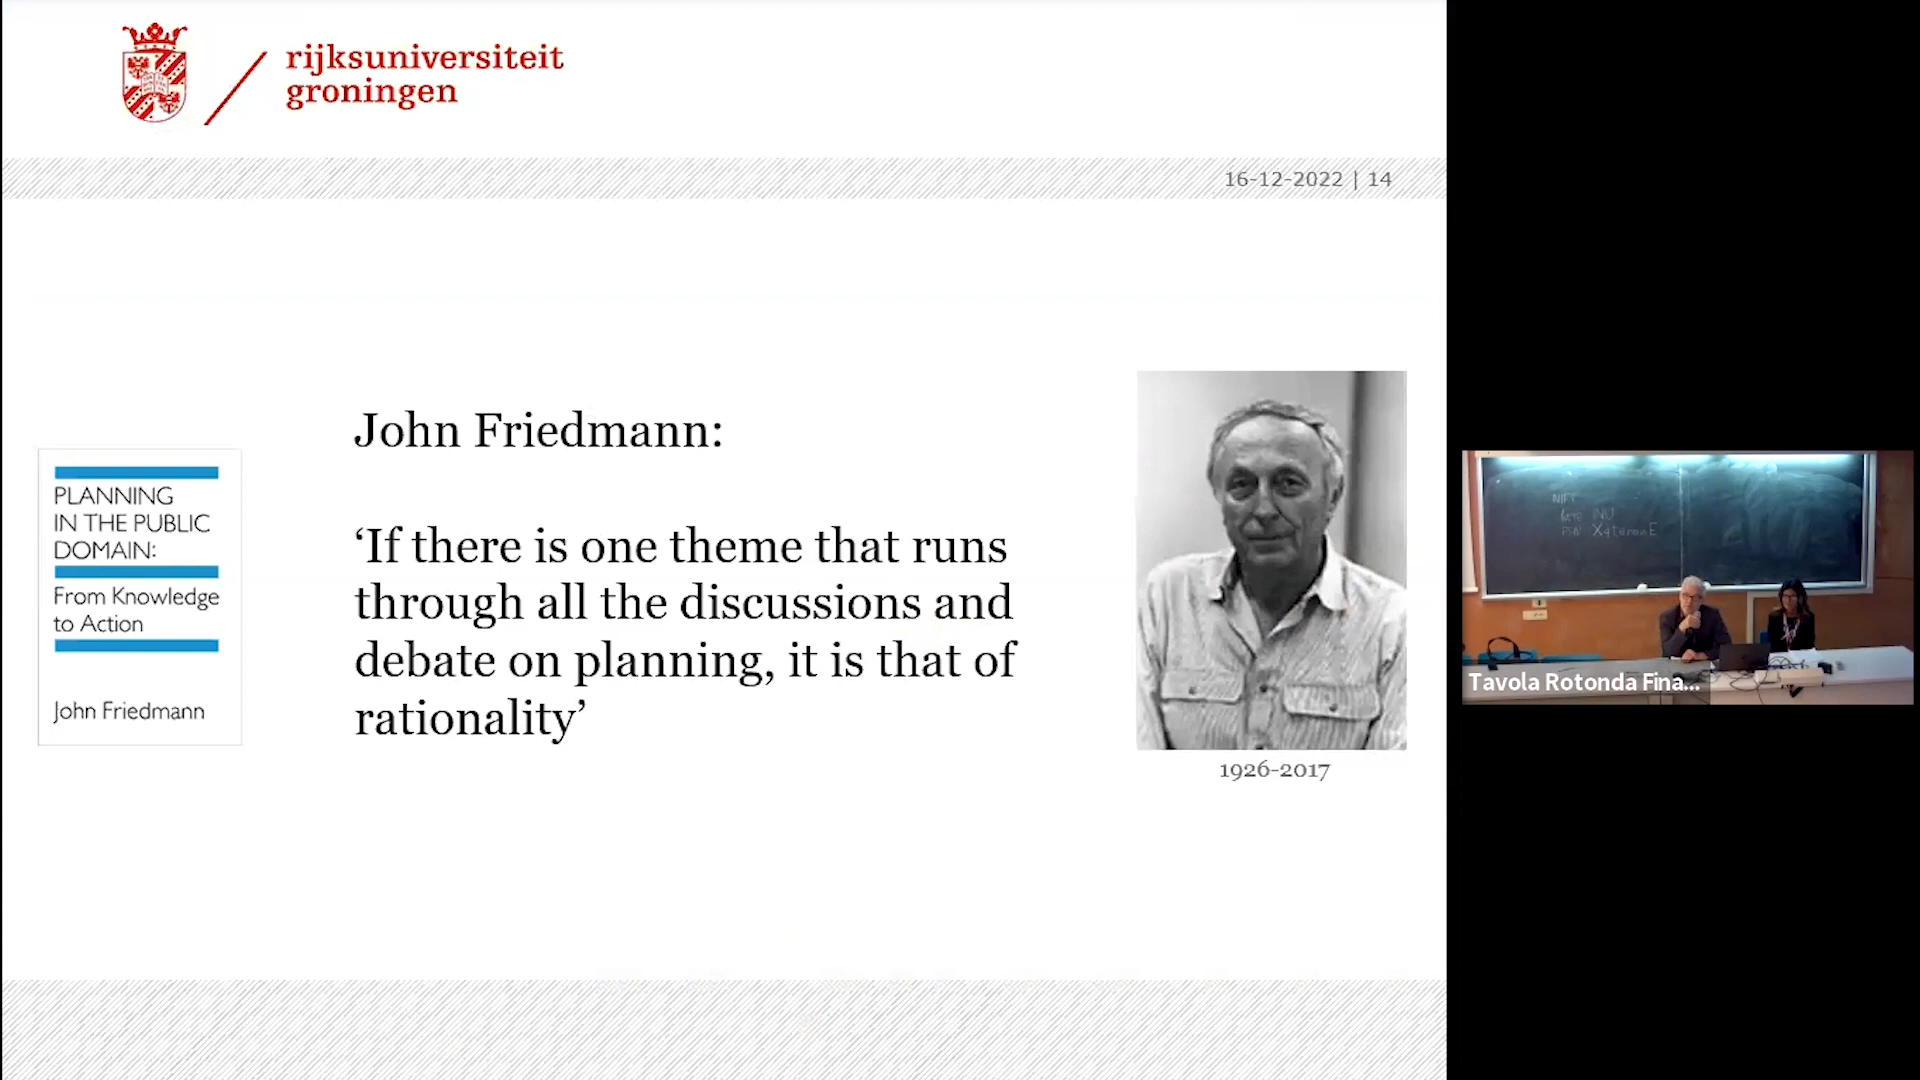 rijksuniversiteit
groningen
16-12-2022 | 14
PLANNING
IN THE PUBLIC
DOMAIN:
From Knowledge
to Action
John Friedmann
John Friedmann:
‘If there is one theme that runs
through all the discussions and
debate on planning, it is that of
rationality’
1926-2017
Tavola Rotonda Fina...